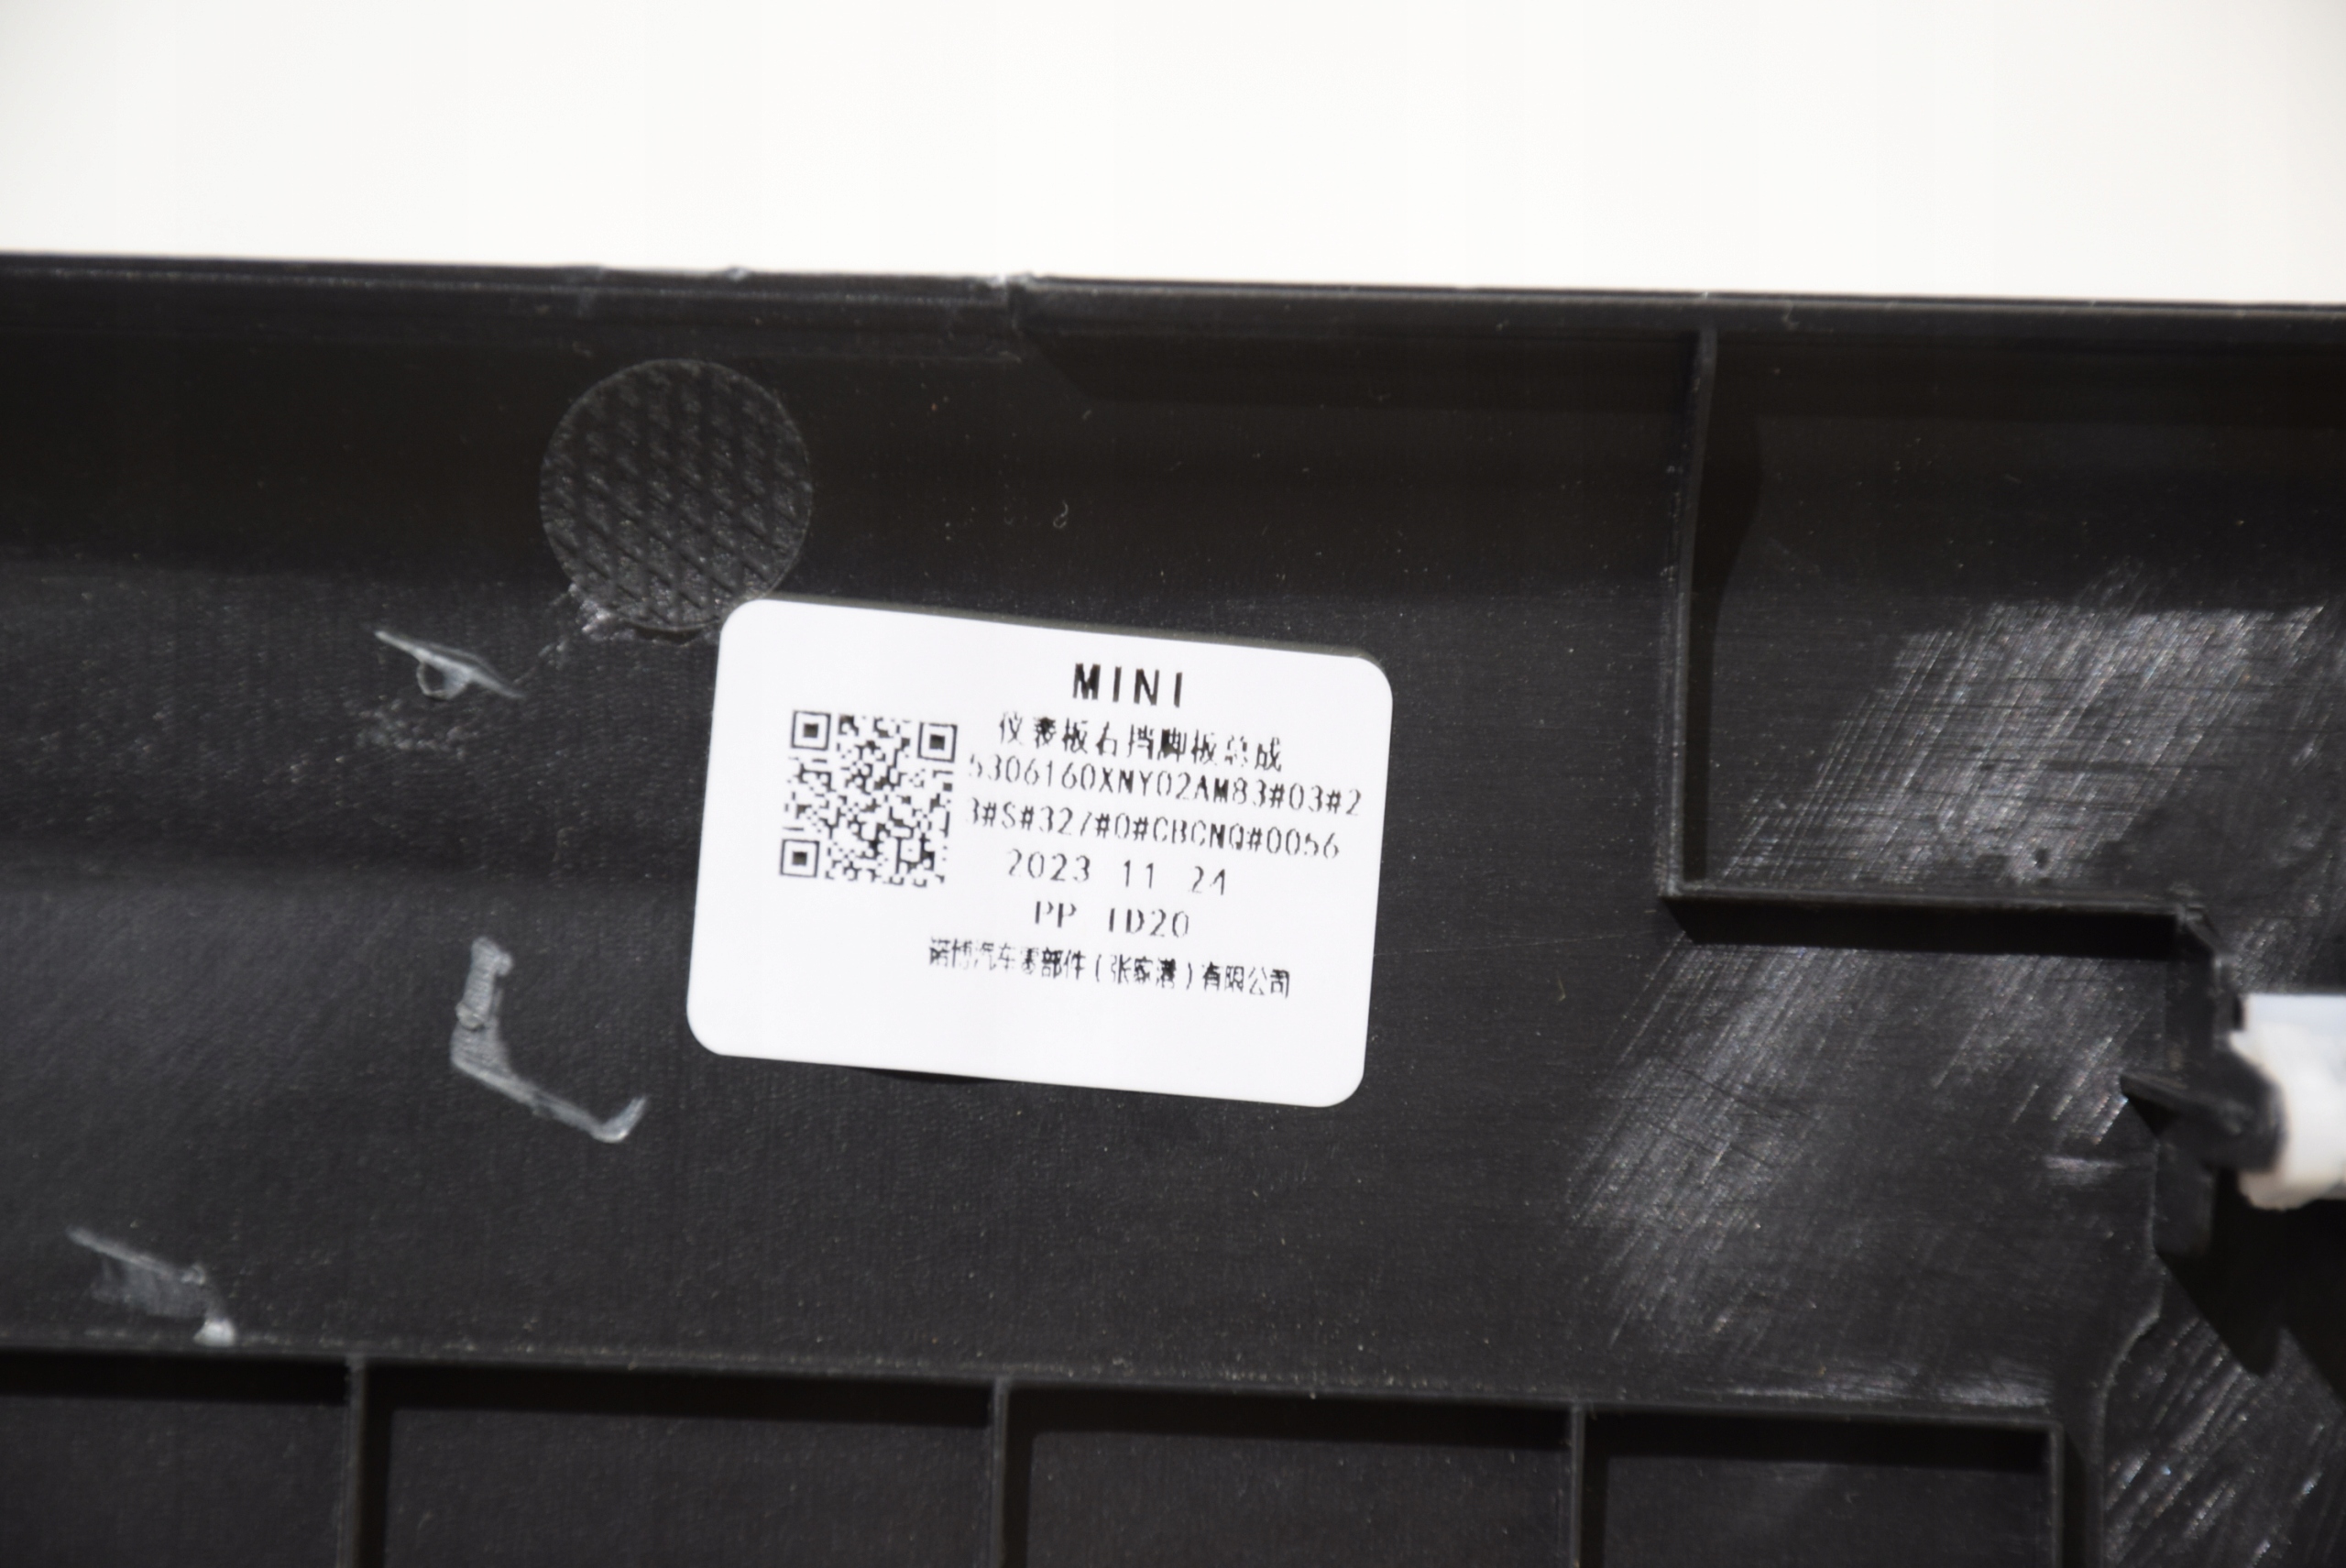 MINI
仪表板右挡脚板总成
5306160XNY02AM83#03#2
3#S#327#0#CBCNQ#0056
2023 11 24
PP TD20
诺博汽车零部件(张家港)有限公司